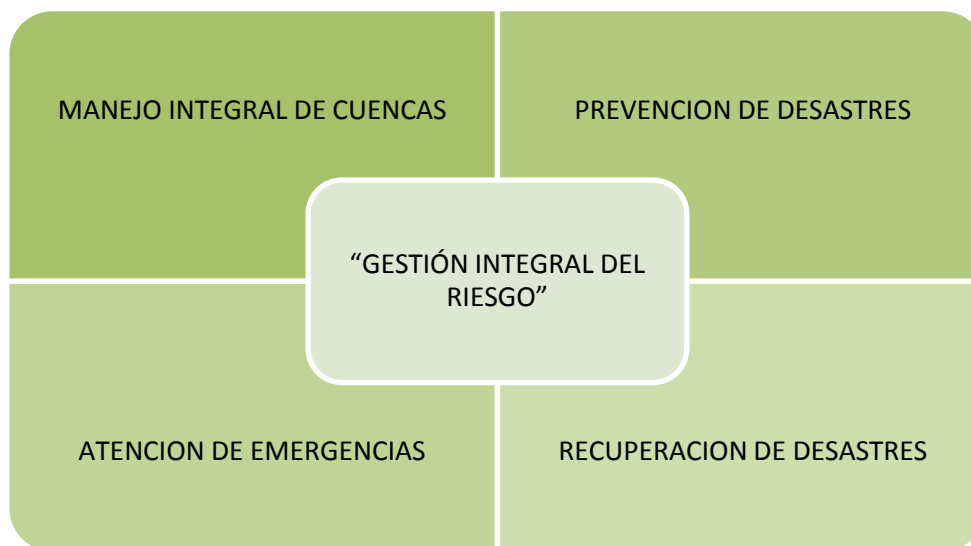 MANEJO INTEGRAL DE CUENCAS
PREVENCION DE DESASTRES
“GESTIÓN INTEGRAL DEL
RIESGO”
ATENCION DE EMERGENCIAS
RECUPERACION DE DESASTRES